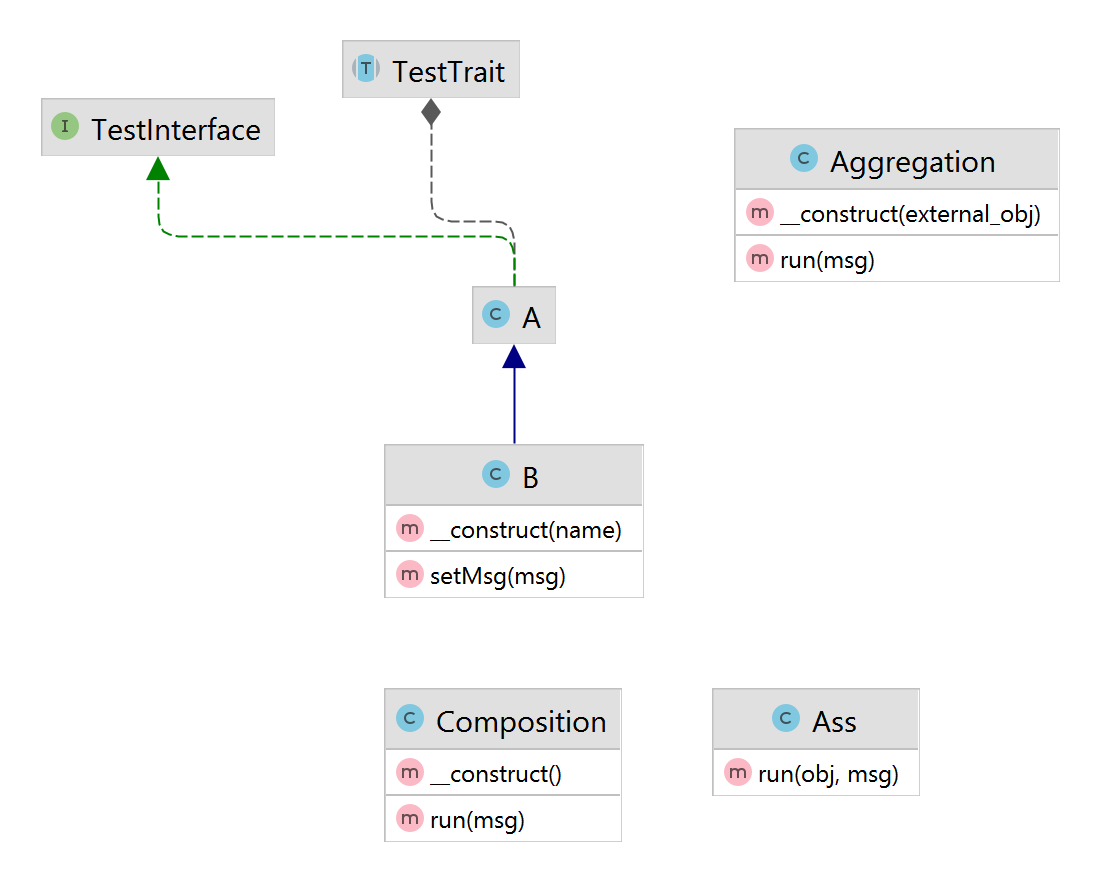 T TestTrait
I TestInterface
C Aggregation
m __construct(external_obj)
m run(msg)
C A
C B
m __construct(name)
m setMsg(msg)
C Composition
m __construct()
m run(msg)
C Ass
m run(obj, msg)